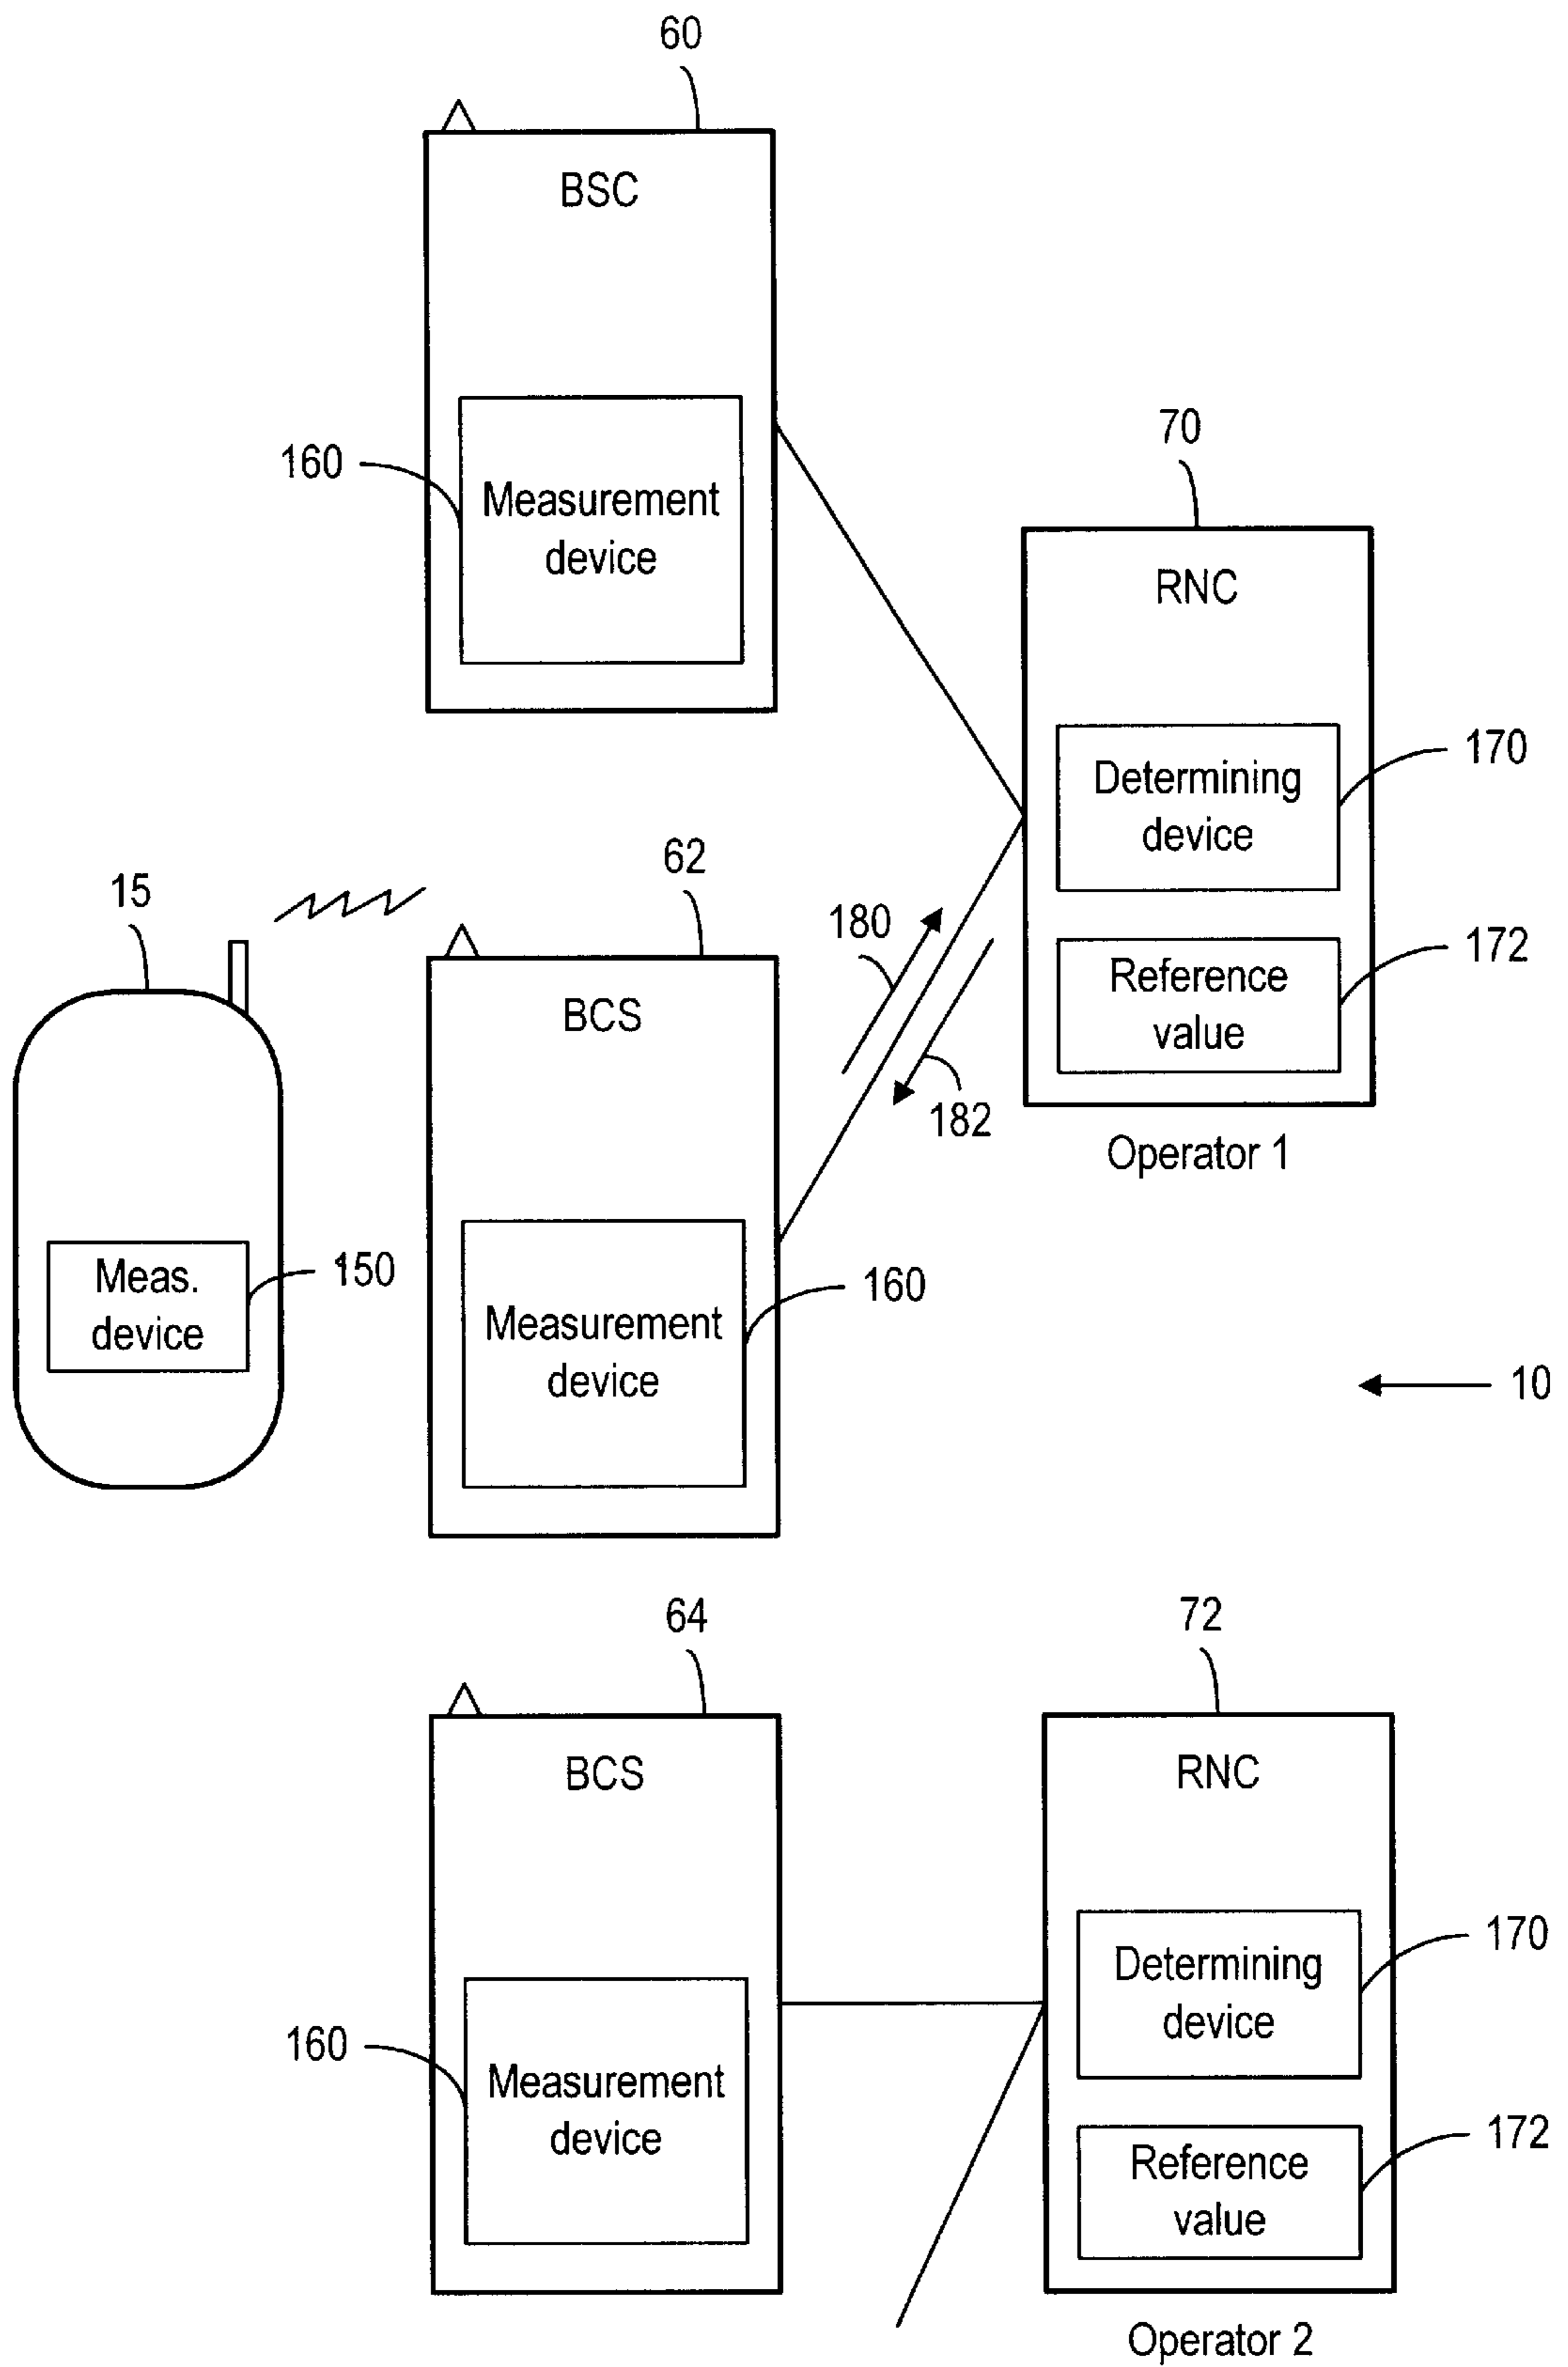 60
BSC
160
Measurement
device
70
RNC
Determining
device
170
Reference
value
172
Operator 1
15
Meas.
device
150
62
BCS
180
182
Measurement
device
160
10
64
BCS
160
Measurement
device
72
RNC
Determining
device
170
Reference
value
172
Operator 2